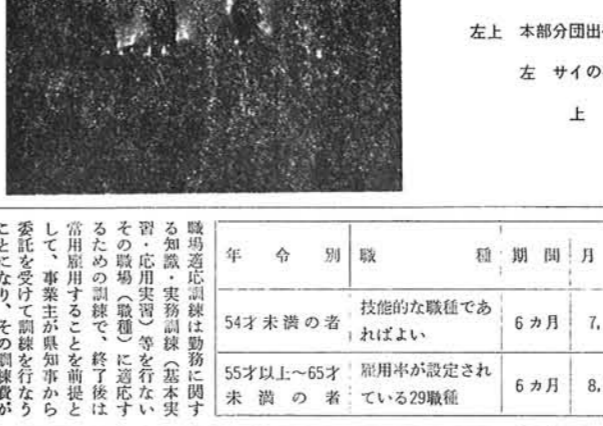 左上 本部分団出
左 サイの
上
職場適応訓練は勤務に関す
る知識・実務訓練（基本実
習・応用実習）等を行ない
その職場（職種）に適応す
るための訓練で、終了後は
常用雇用することを前提と
して、事業主が県知事から
委託を受けて訓練を行なう
ことになり、その訓練費が
年令別 職種 期間 月
54才未満の者 技能的な職種であ 6カ月 7,
ればよい
55才以上～65才 雇用率が設定され 6カ月 8,
未満の者 ている29職種